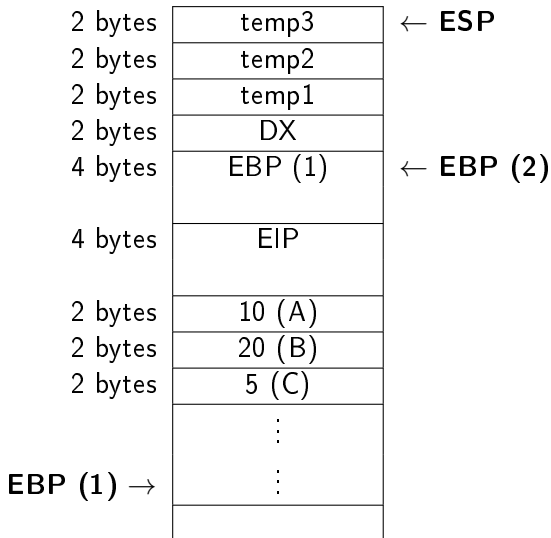 2 bytes temp3 ← ESP
2 bytes temp2
2 bytes temp1
2 bytes DX
4 bytes EBP (1) ← EBP (2)
4 bytes EIP
2 bytes 10 (A)
2 bytes 20 (B)
2 bytes 5 (C)
⋮
EBP (1) → ⋮